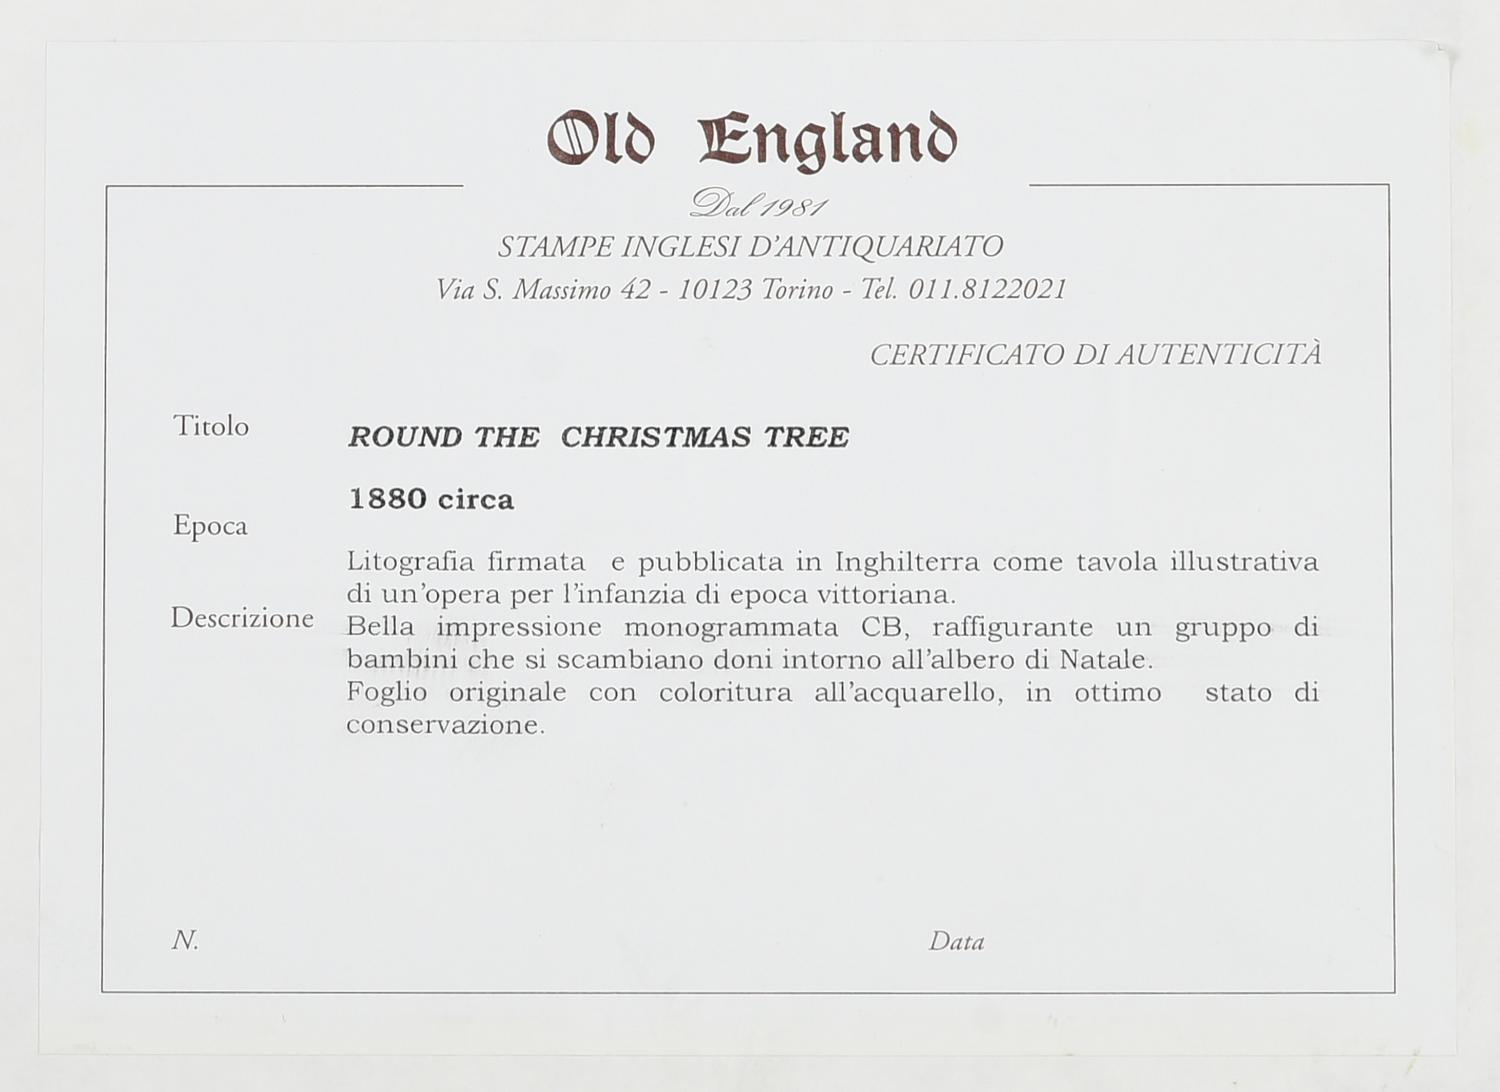 Old England
Dal 1981
STAMPE INGLESI D'ANTIQUARIATO
Via S. Massimo 42 - 10123 Torino - Tel. 011.8122021
CERTIFICATO DI AUTENTICITÀ
Titolo
ROUND THE CHRISTMAS TREE
1880 circa
Epoca
Litografia firmata e pubblicata in Inghilterra come tavola illustrativa
di un'opera per l'infanzia di epoca vittoriana.
Descrizione
Bella impressione monogrammata CB, raffigurante un gruppo di
bambini che si scambiano doni intorno all'albero di Natale.
Foglio originale con coloritura all'acquarello, in ottimo stato di
conservazione.
N.
Data